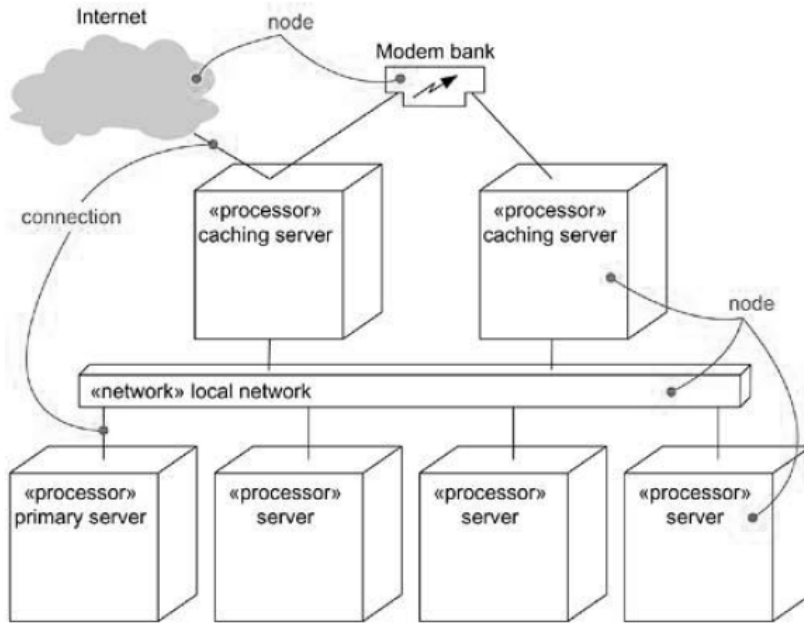 Internet
node
Modem bank
«processor»
caching server
«processor»
caching server
connection
node
«network» local network
«processor»
primary server
«processor»
server
«processor»
server
«processor»
server